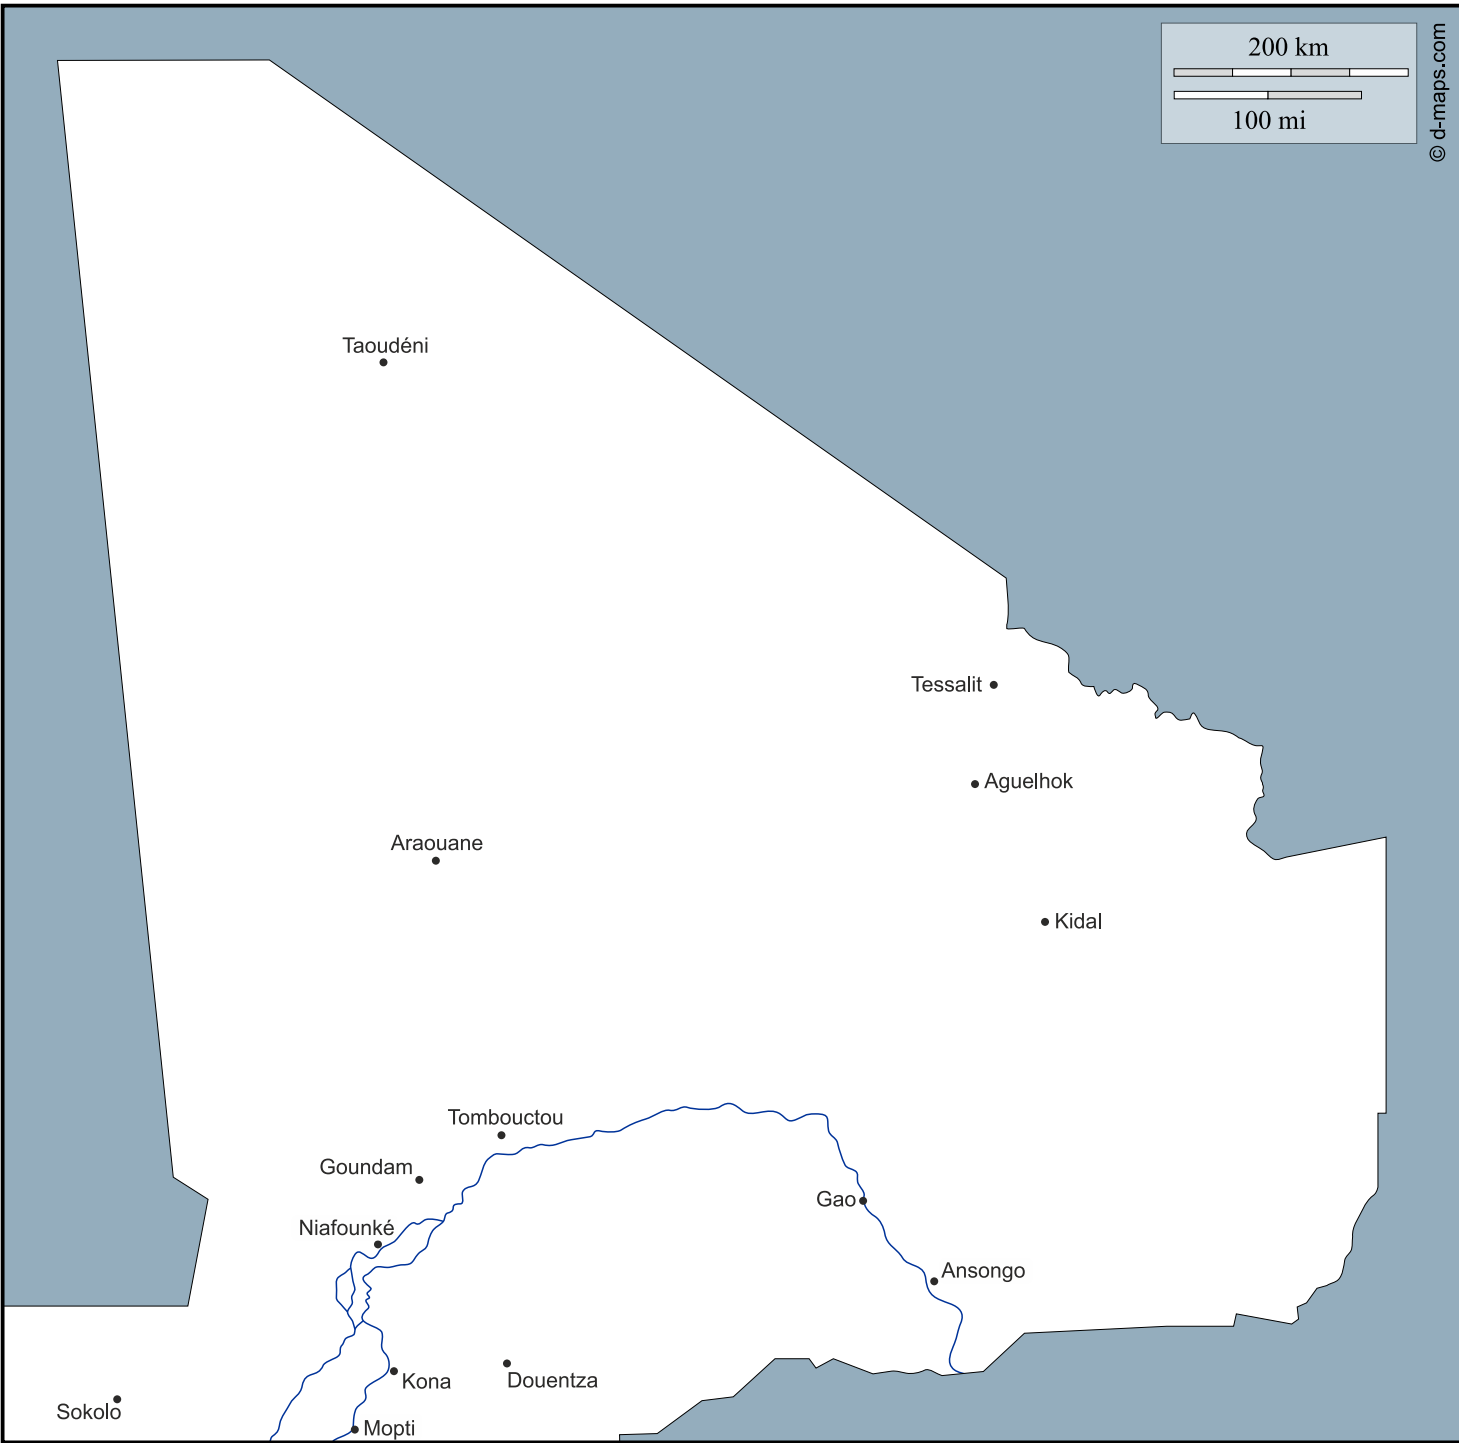 200 km
100 mi
© d-maps.com
Taoudéni
Tessalit
Aguelhok
Araouane
Kidal
Tombouctou
Goundam
Gao
Niafounké
Ansongo
Kona
Douentza
Sokolo
Mopti